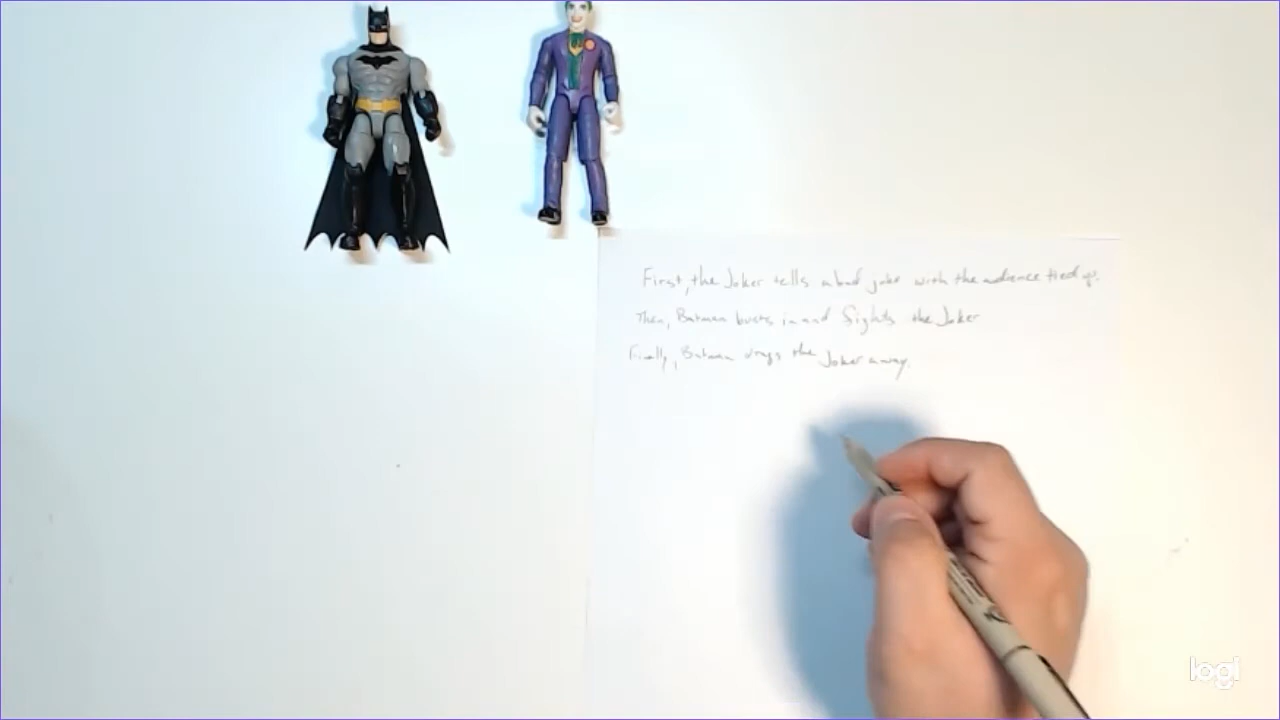 First, the Joker tells a bad joke with the audience tied up.
Then, Batman busts in and fights the Joker
Finally, Batman drags the Joker away.
logi